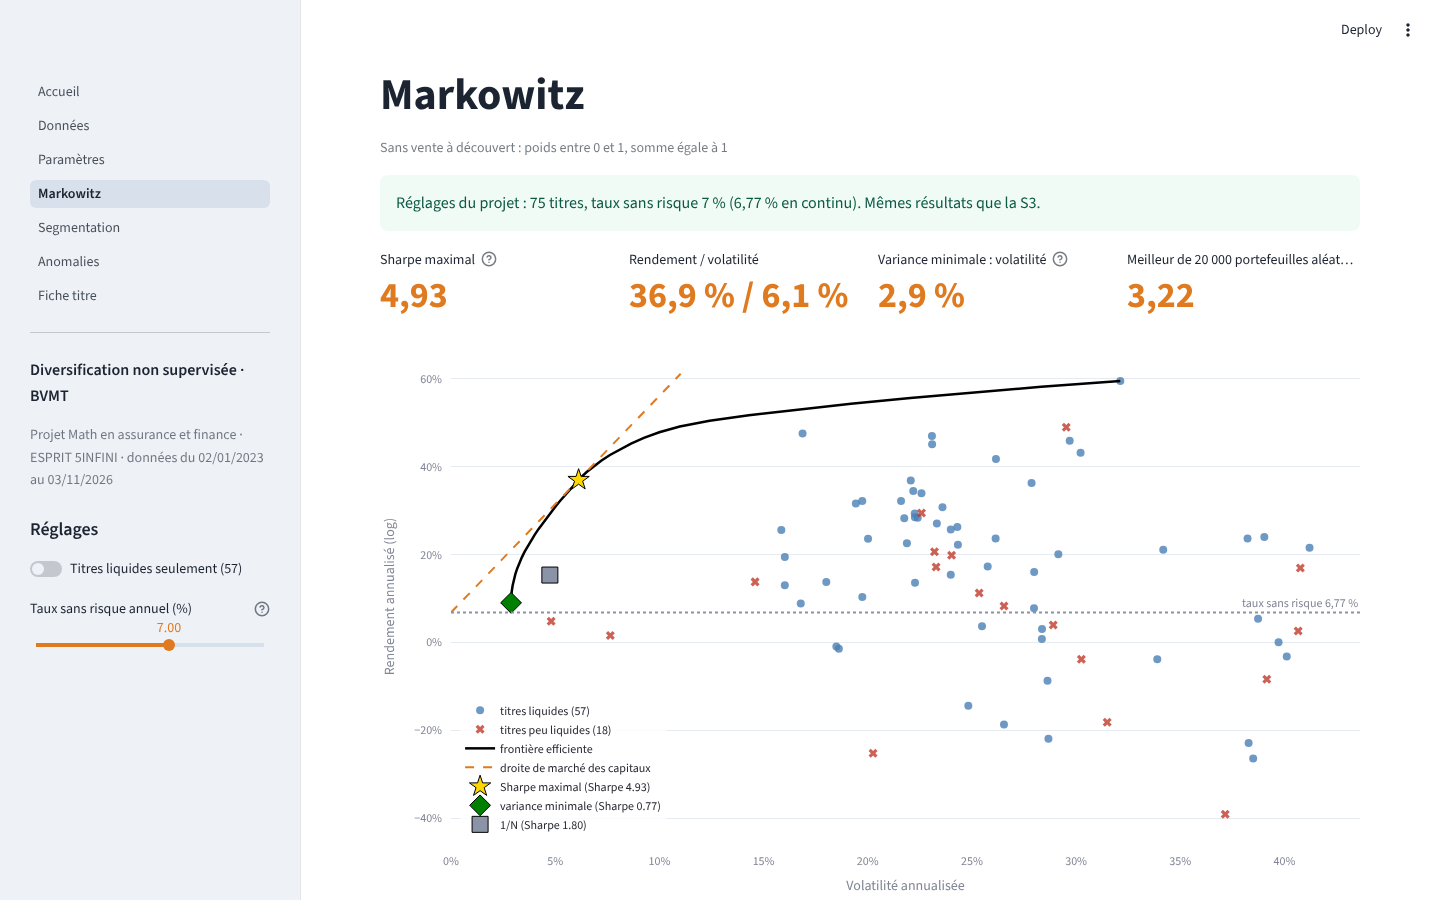 Deploy
Accueil
Données
Paramètres
Markowitz
Segmentation
Anomalies
Fiche titre
Diversification non supervisée ·
BVMT
Projet Math en assurance et finance ·
ESPRIT 5INFINI · données du 02/01/2023
au 03/11/2026
Réglages
Titres liquides seulement (57)
Taux sans risque annuel (%)
7.00
Markowitz
Sans vente à découvert : poids entre 0 et 1, somme égale à 1
Réglages du projet : 75 titres, taux sans risque 7 % (6,77 % en continu). Mêmes résultats que la S3.
Sharpe maximal
4,93
Rendement / volatilité
36,9 % / 6,1 %
Variance minimale : volatilité
2,9 %
Meilleur de 20 000 portefeuilles aléat…
3,22
Rendement annualisé (log)
60%
40%
20%
0%
−20%
−40%
taux sans risque 6,77 %
titres liquides (57)
titres peu liquides (18)
frontière efficiente
droite de marché des capitaux
Sharpe maximal (Sharpe 4.93)
variance minimale (Sharpe 0.77)
1/N (Sharpe 1.80)
0% 5% 10% 15% 20% 25% 30% 35% 40%
Volatilité annualisée